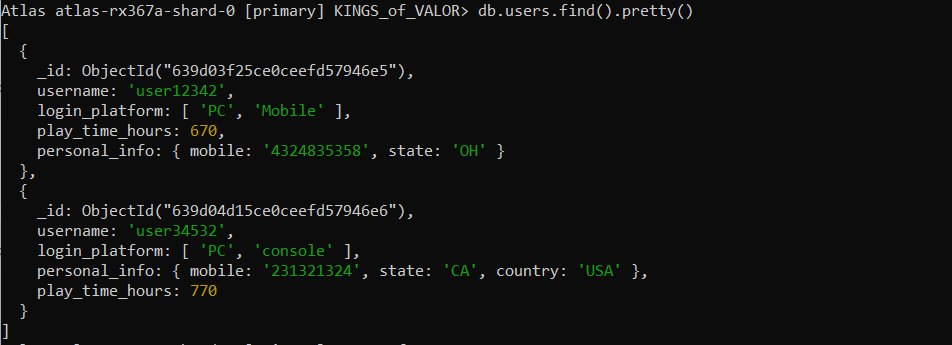 Atlas atlas-rx367a-shard-0 [primary] KINGS_of_VALOR> db.users.find().pretty()
[
  {
    _id: ObjectId("639d03f25ce0ceefd57946e5"),
    username: 'user12342',
    login_platform: [ 'PC', 'Mobile' ],
    play_time_hours: 670,
    personal_info: { mobile: '4324835358', state: 'OH' }
  },
  {
    _id: ObjectId("639d04d15ce0ceefd57946e6"),
    username: 'user34532',
    login_platform: [ 'PC', 'console' ],
    personal_info: { mobile: '231321324', state: 'CA', country: 'USA' },
    play_time_hours: 770
  }
]